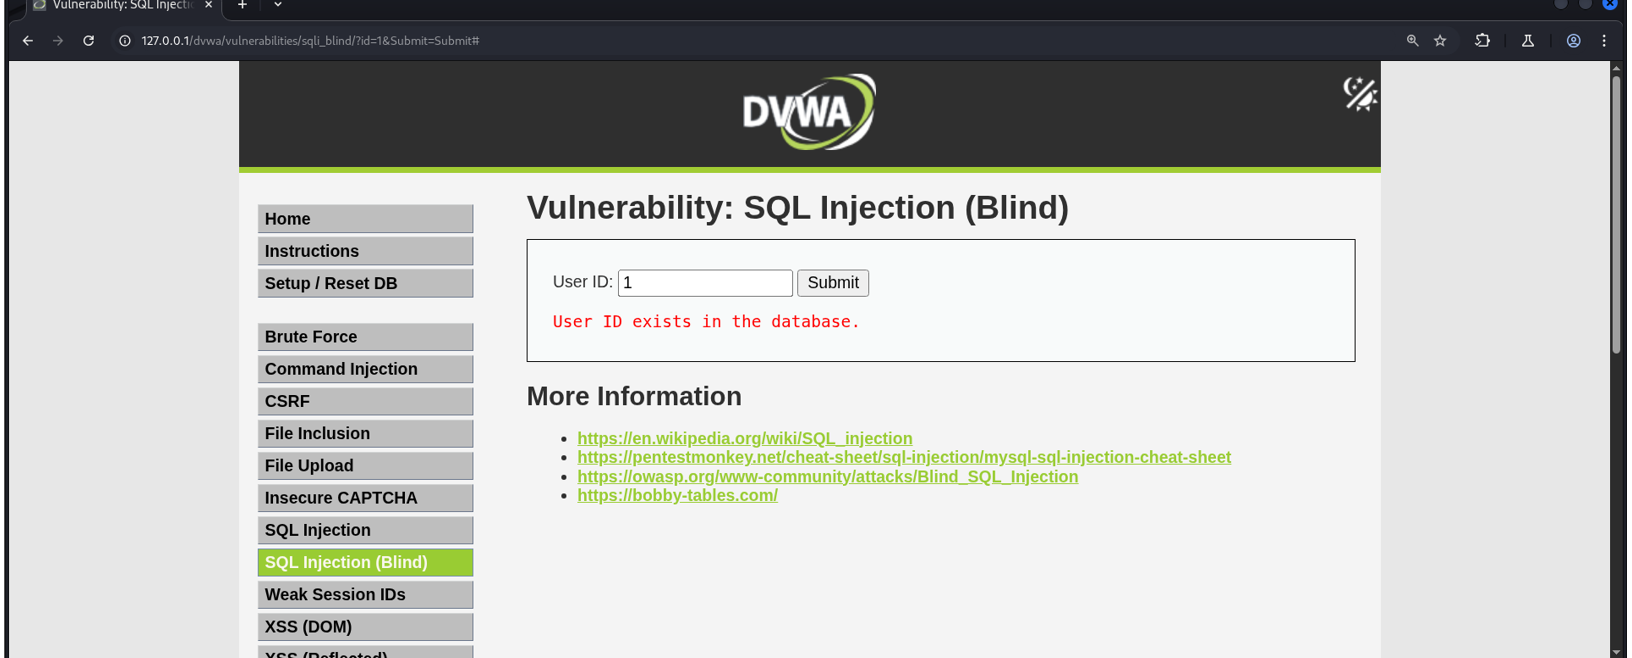 Vulnerability: SQL Injecti
127.0.0.1/dvwa/vulnerabilities/sqli_blind/?id=1&Submit=Submit#
DVWA
Vulnerability: SQL Injection (Blind)
Home
Instructions
Setup / Reset DB
Brute Force
Command Injection
CSRF
File Inclusion
File Upload
Insecure CAPTCHA
SQL Injection
SQL Injection (Blind)
Weak Session IDs
XSS (DOM)
XSS (Reflected)
User ID: 1 Submit
User ID exists in the database.
More Information
https://en.wikipedia.org/wiki/SQL_injection
https://pentestmonkey.net/cheat-sheet/sql-injection/mysql-sql-injection-cheat-sheet
https://owasp.org/www-community/attacks/Blind_SQL_Injection
https://bobby-tables.com/